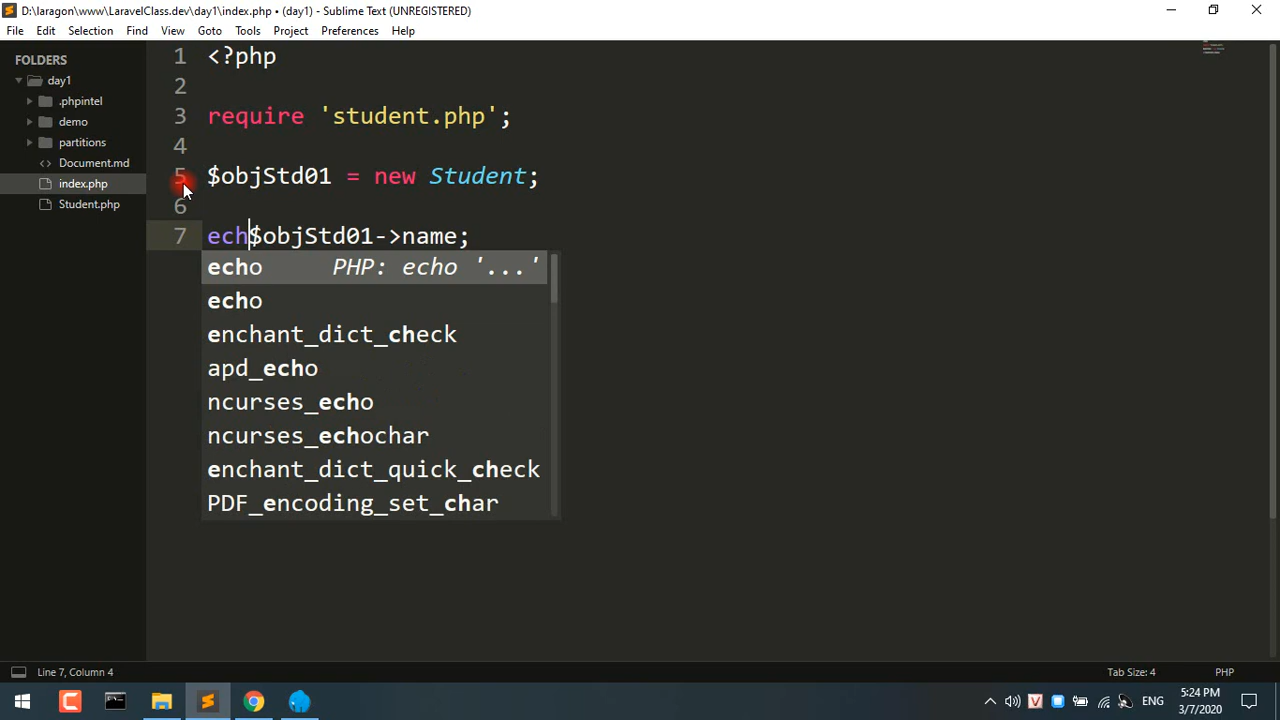 D:\laragon\www\LaravelClass.dev\day1\index.php • (day1) - Sublime Text (UNREGISTERED)
File Edit Selection Find View Goto Tools Project Preferences Help
FOLDERS
day1
.phpintel
demo
partitions
Document.md
index.php
Student.php
1 <?php
2
3 require 'student.php';
4
5 $objStd01 = new Student;
6
7 ech$objStd01->name;
echo PHP: echo '...'
echo
enchant_dict_check
apd_echo
ncurses_echo
ncurses_echochar
enchant_dict_quick_check
PDF_encoding_set_char
Line 7, Column 4 Tab Size: 4 PHP
ENG 5:24 PM
3/7/2020